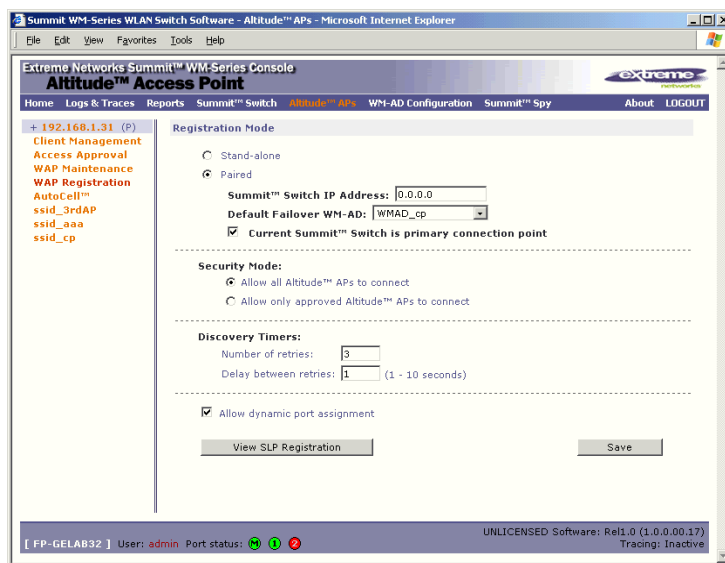 Summit WM-Series WLAN Switch Software - Altitude™ APs - Microsoft Internet Explorer
File Edit View Favorites Tools Help
Extreme Networks Summit™ WM-Series Console
Altitude™ Access Point
extreme
networks
Home Logs & Traces Reports Summit™ Switch Altitude™ APs WM-AD Configuration Summit™ Spy About LOGOUT
+ 192.168.1.31 (P)
Client Management
Access Approval
WAP Maintenance
WAP Registration
AutoCell™
ssid_3rdAP
ssid_aaa
ssid_cp
Registration Mode
Stand-alone
Paired
Summit™ Switch IP Address: 0.0.0.0
Default Failover WM-AD: WMAD_cp
Current Summit™ Switch is primary connection point
Security Mode:
Allow all Altitude™ APs to connect
Allow only approved Altitude™ APs to connect
Discovery Timers:
Number of retries: 3
Delay between retries: 1 (1 - 10 seconds)
Allow dynamic port assignment
View SLP Registration Save
[ FP-GELAB32 ] User: admin Port status: M 1 2
UNLICENSED Software: Rel1.0 (1.0.0.00.17)
Tracing: Inactive